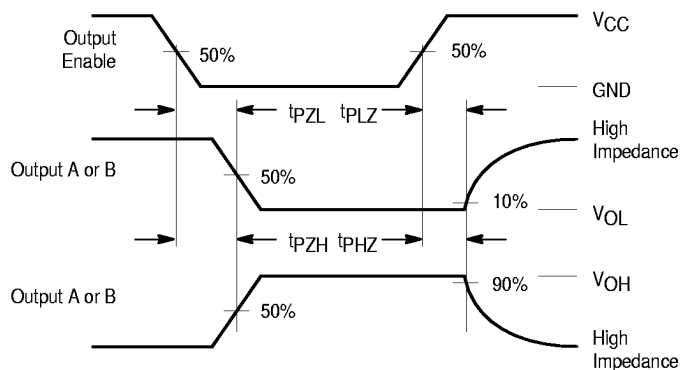 VCC
Output
Enable
50%
50%
GND
tPZL tPLZ
High
Impedance
Output A or B
50%
10%
VOL
tPZH tPHZ
VOH
Output A or B
90%
50%
High
Impedance